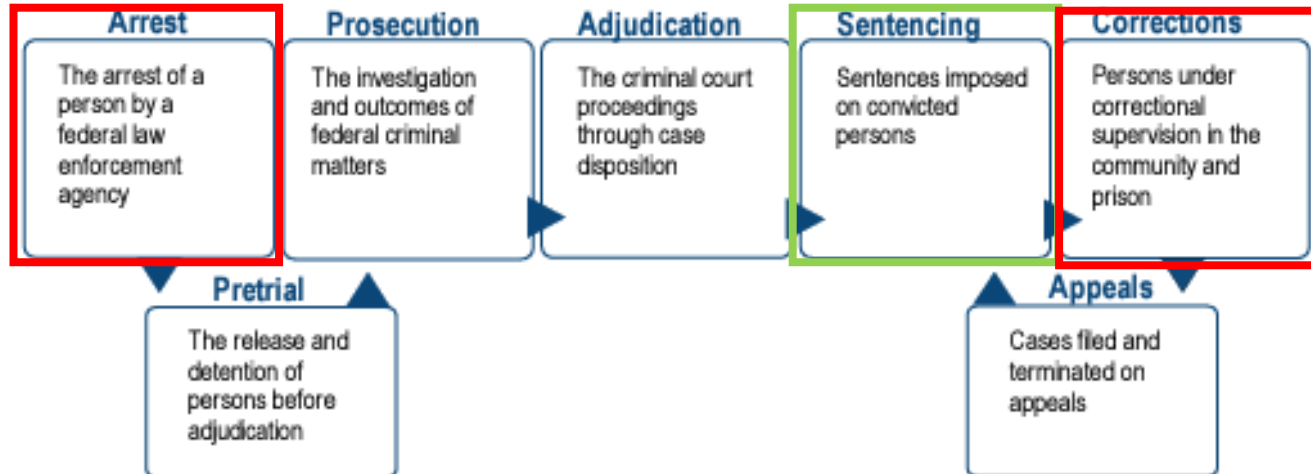 Arrest
The arrest of a
person by a
federal law
enforcement
agency
Prosecution
The investigation
and outcomes of
federal criminal
matters
Adjudication
The criminal court
proceedings
through case
disposition
Sentencing
Sentences imposed
on convicted
persons
Corrections
Persons under
correctional
supervision in the
community and
prison
Pretrial
The release and
detention of
persons before
adjudication
Appeals
Cases filed and
terminated on
appeals